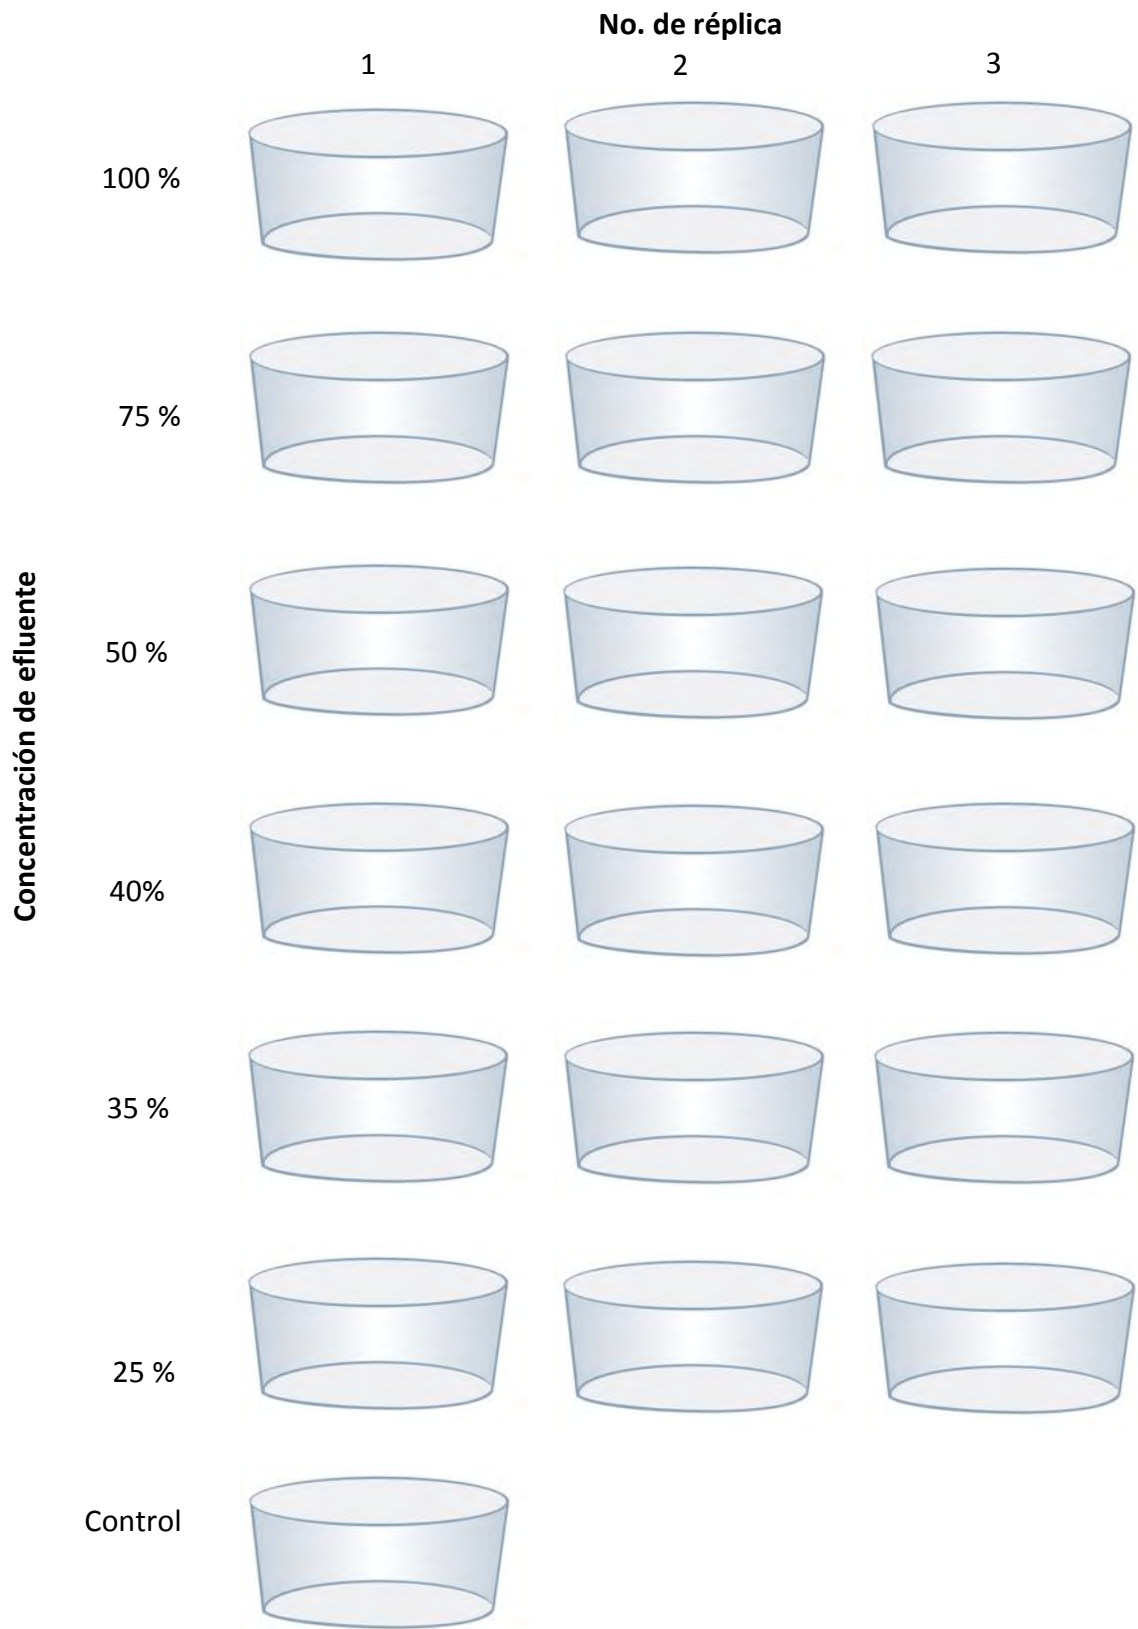 No. de réplica
1 2 3
100 %
75 %
Concentración de efluente
50 %
40%
35 %
25 %
Control